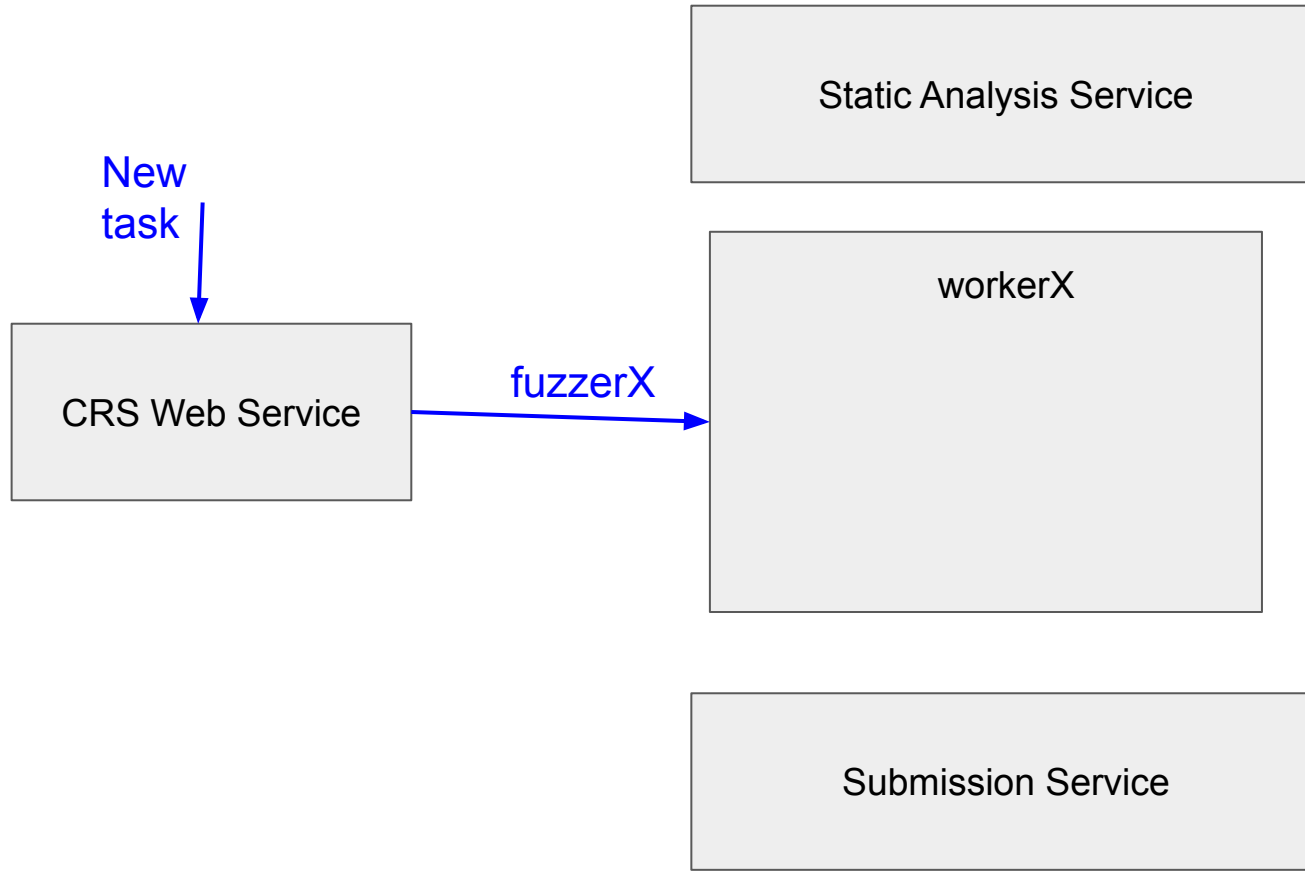 Static Analysis Service
New
task
workerX
fuzzerX
CRS Web Service
Submission Service